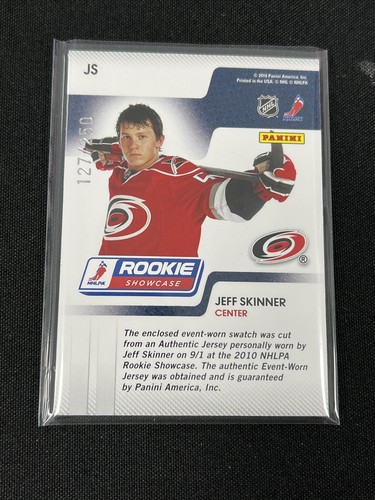 JS
© 2010 Panini America, Inc.
Printed in the USA. © NHL © NHLPA
NHL
PANINI
127/250
NHLPA
ROOKIE
SHOWCASE
®
JEFF SKINNER
CENTER
The enclosed event-worn swatch was cut
from an Authentic Jersey personally worn by
Jeff Skinner on 9/1 at the 2010 NHLPA
Rookie Showcase. The authentic Event-Worn
Jersey was obtained and is guaranteed
by Panini America, Inc.